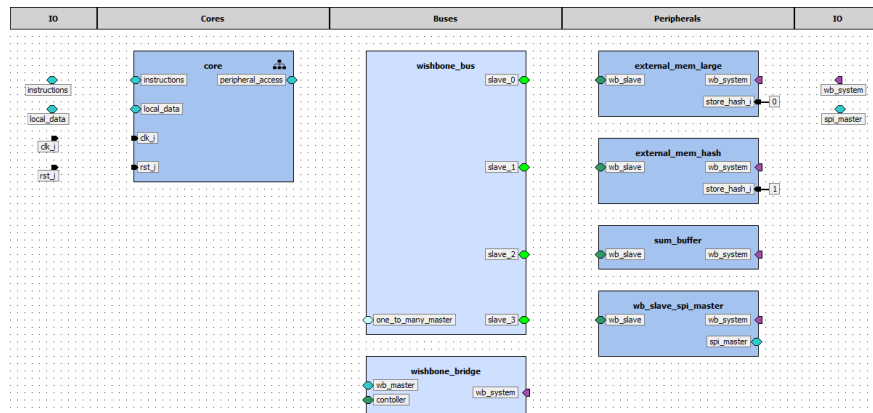 IO Cores Buses Peripherals IO
instructions
local_data
clk_i
rst_i
core
instructions peripheral_access
local_data
clk_i
rst_i
wishbone_bus
slave_0
slave_1
slave_2
one_to_many_master slave_3
wishbone_bridge
wb_master
contoller wb_system
external_mem_large
wb_slave wb_system
store_hash_i 0
external_mem_hash
wb_slave wb_system
store_hash_i 1
sum_buffer
wb_slave wb_system
wb_slave_spi_master
wb_slave wb_system
spi_master
wb_system
spi_master